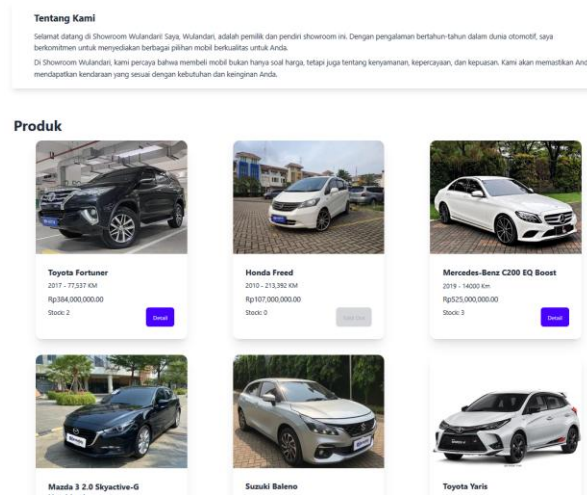 Tentang Kami
Selamat datang di Showroom Wulandari! Saya, Wulandari, adalah pemilik dan pendiri showroom ini. Dengan pengalaman bertahun-tahun dalam dunia otomotif, saya
berkomitmen untuk menyediakan berbagai pilihan mobil berkualitas untuk Anda.
Di Showroom Wulandari, kami percaya bahwa membeli mobil bukan hanya soal harga, tetapi juga tentang kenyamanan, kepercayaan, dan kepuasan. Kami akan memastikan And
mendapatkan kendaraan yang sesuai dengan kebutuhan dan keinginan Anda.
Produk
Toyota Fortuner
2017 - 77,537 KM
Rp384,000,000.00
Stock: 2
Detail
Honda Freed
2010 - 213,392 KM
Rp107,000,000.00
Stock: 0
Sold Out
Mercedes-Benz C200 EQ Boost
2019 - 14000 Km
Rp525,000,000.00
Stock: 3
Detail
Mazda 3 2.0 Skyactive-G
Suzuki Baleno
Toyota Yaris